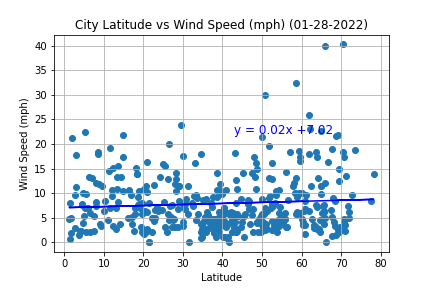 City Latitude vs Wind Speed (mph) (01-28-2022)
40
35
30
25
20
15
10
5
0
Wind Speed (mph)
y = 0.02x +7.02
0 10 20 30 40 50 60 70 80
Latitude